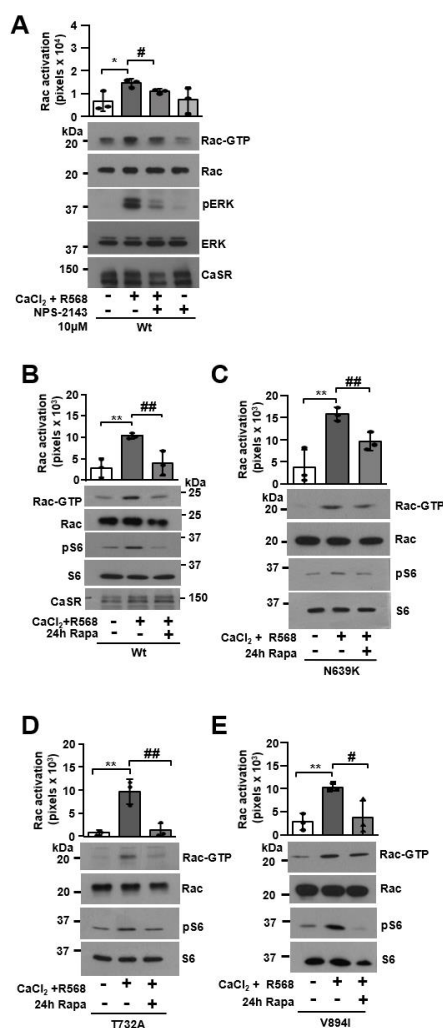 A
Rac activation
(pixels x 10⁴)
5
4
3
2
1
0
* #
kDa
20 Rac-GTP
20 Rac
37 pERK
37 ERK
150 CaSR
CaCl₂ + R568 - + + -
NPS-2143 - - + +
10µM Wt
B
Rac activation
(pixels x 10³)
20
15
10
5
0
** ##
kDa
Rac-GTP 25
Rac 25
pS6 37
S6 37
CaSR 150
CaCl₂+R568 - + +
24h Rapa - - +
Wt
C
Rac activation
(pixels x 10³)
20
15
10
5
0
** ##
kDa
20 Rac-GTP
20 Rac
37 pS6
37 S6
CaCl₂ + R568 - + +
24h Rapa - - +
N639K
D
Rac activation
(pixels x 10³)
20
15
10
5
0
** ##
kDa
20 Rac-GTP
20 Rac
37 pS6
37 S6
CaCl₂ +R568 - + +
24h Rapa - - +
T732A
E
Rac activation
(pixels x 10³)
20
15
10
5
0
** #
kDa
20 Rac-GTP
20 Rac
37 pS6
37 S6
CaCl₂ + R568 - + +
24h Rapa - - +
V894I